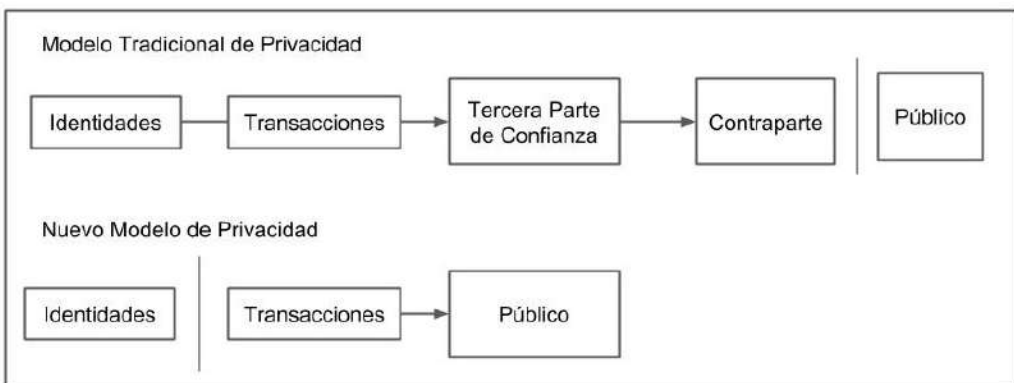 Modelo Tradicional de Privacidad
Identidades
Transacciones
Tercera Parte
de Confianza
Contraparte
Público
Nuevo Modelo de Privacidad
Identidades
Transacciones
Público